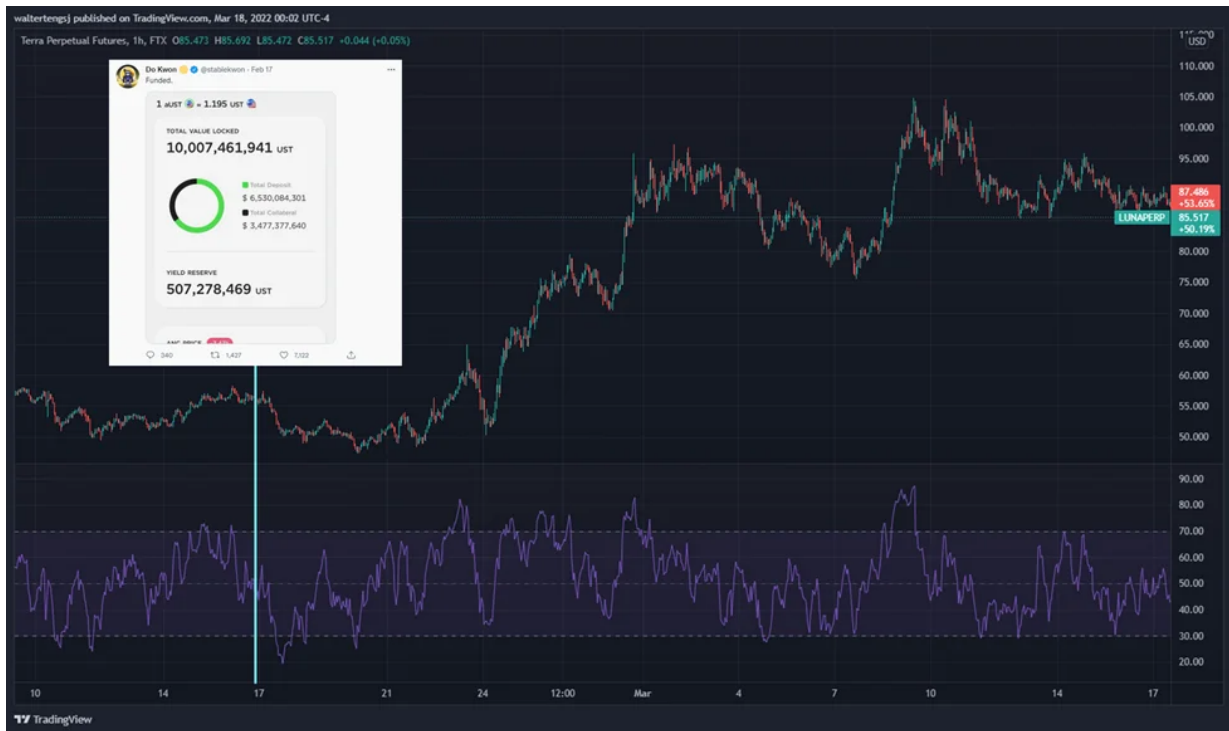 waltertengsj published on TradingView.com, Mar 18, 2022 00:02 UTC-4
Terra Perpetual Futures, 1h, FTX O85.473 H85.692 L85.472 C85.517 +0.044 (+0.05%)
USD
Do Kwon @stablekwon · Feb 17
Funded.
1 aUST = 1.195 UST
TOTAL VALUE LOCKED
10,007,461,941 UST
Total Deposit
$ 6,530,084,301
Total Collateral
$ 3,477,377,640
YIELD RESERVE
507,278,469 UST
ANC PRICE
340 1,427 7,122
110.000
105.000
100.000
95.000
87.486
+53.65%
LUNAPERP 85.517
+50.19%
80.000
75.000
70.000
65.000
60.000
55.000
50.000
90.00
80.00
70.00
60.00
50.00
40.00
30.00
20.00
10 14 17 21 24 12:00 Mar 4 7 10 14 17
TradingView